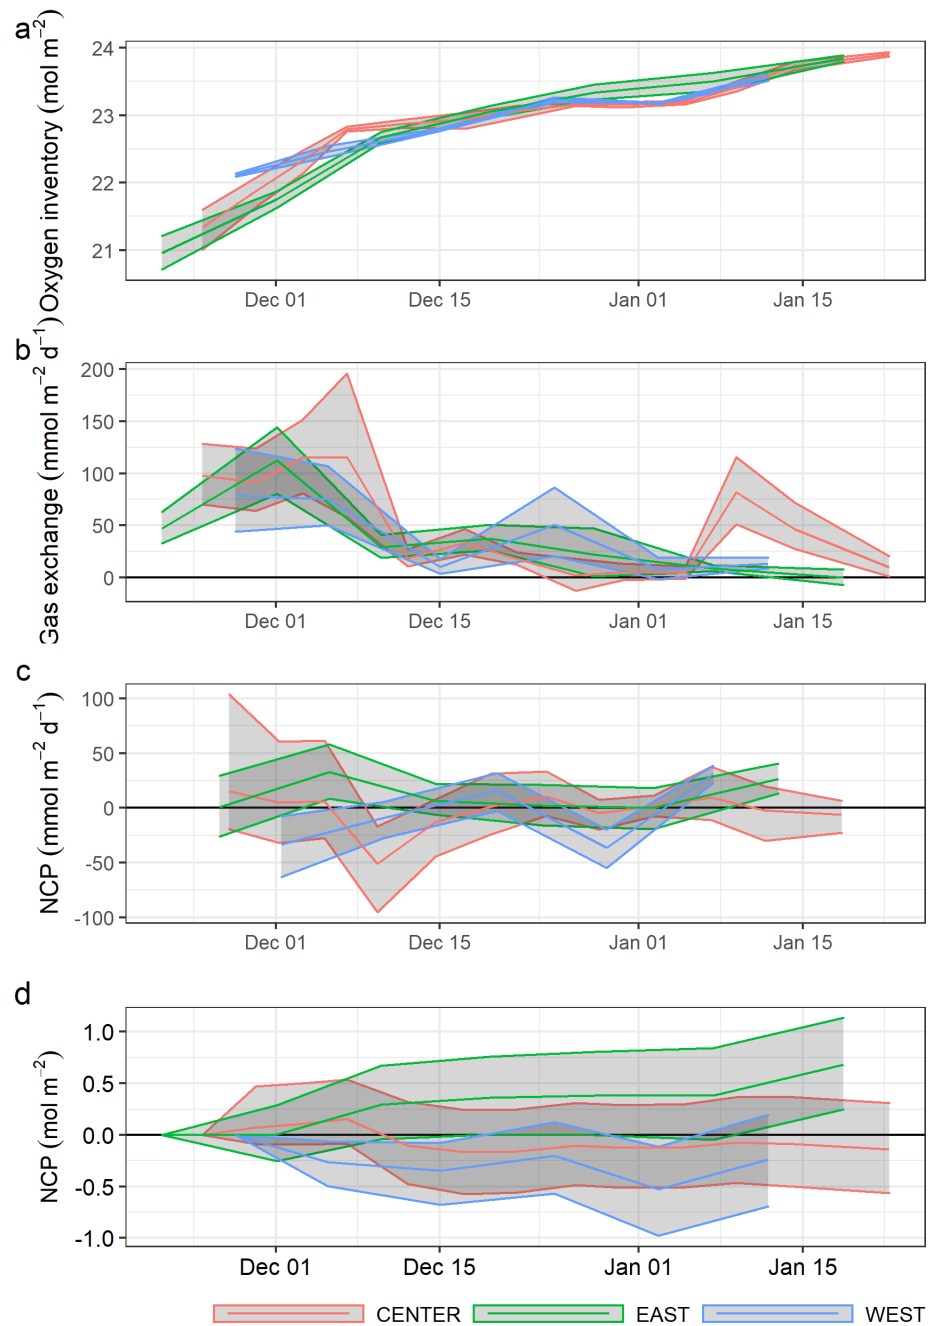 a
Oxygen inventory (mol m⁻²)
24
23
22
21
Dec 01 Dec 15 Jan 01 Jan 15
b
Gas exchange (mmol m⁻² d⁻¹)
200
150
100
50
0
Dec 01 Dec 15 Jan 01 Jan 15
c
NCP (mmol m⁻² d⁻¹)
100
50
0
-50
-100
Dec 01 Dec 15 Jan 01 Jan 15
d
NCP (mol m⁻²)
1.0
0.5
0.0
-0.5
-1.0
Dec 01 Dec 15 Jan 01 Jan 15
CENTER EAST WEST